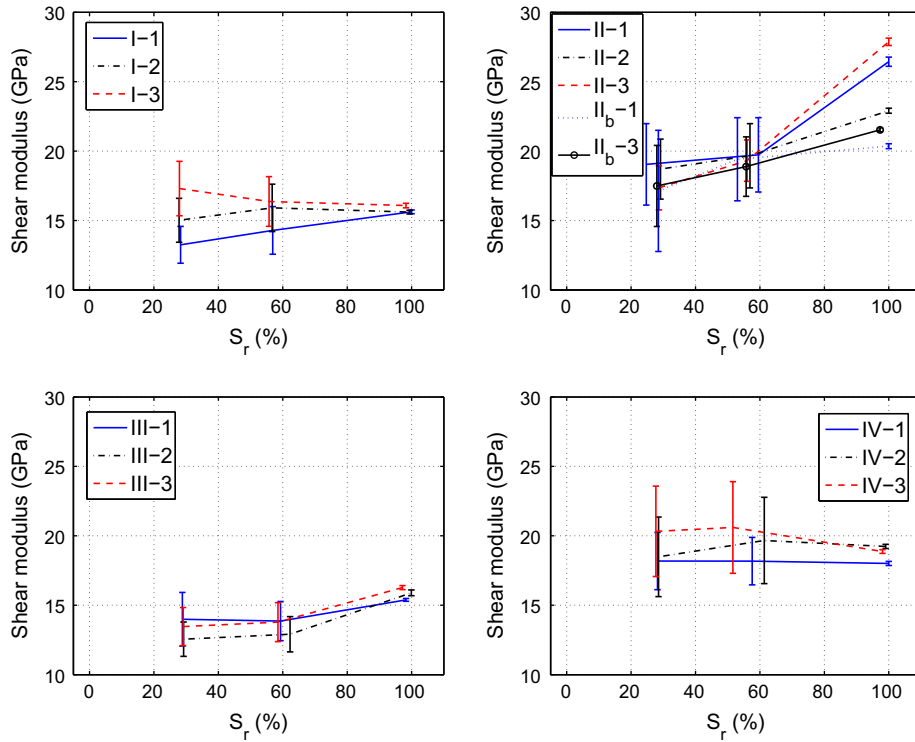 30
25
20
15
10
Shear modulus (GPa)
I−1
I−2
I−3
0 20 40 60 80 100
S_r (%)
30
25
20
15
10
Shear modulus (GPa)
II−1
II−2
II−3
II_b−1
II_b−3
0 20 40 60 80 100
S_r (%)
30
25
20
15
10
Shear modulus (GPa)
III−1
III−2
III−3
0 20 40 60 80 100
S_r (%)
30
25
20
15
10
Shear modulus (GPa)
IV−1
IV−2
IV−3
0 20 40 60 80 100
S_r (%)